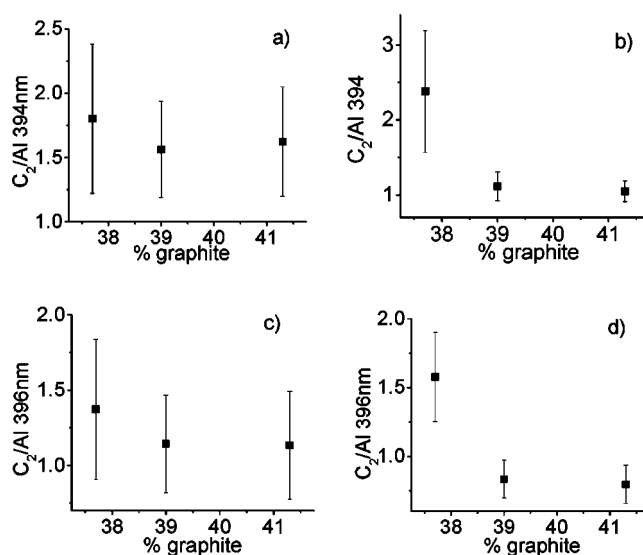 a)
C₂/Al 394nm
2.5
2.0
1.5
1.0
38 39 40 41
% graphite
b)
C₂/Al 394
3
2
1
38 39 40 41
% graphite
c)
C₂/Al 396nm
2.0
1.5
1.0
38 39 40 41
% graphite
d)
C₂/Al 396nm
2.0
1.5
1.0
38 39 40 41
% graphite